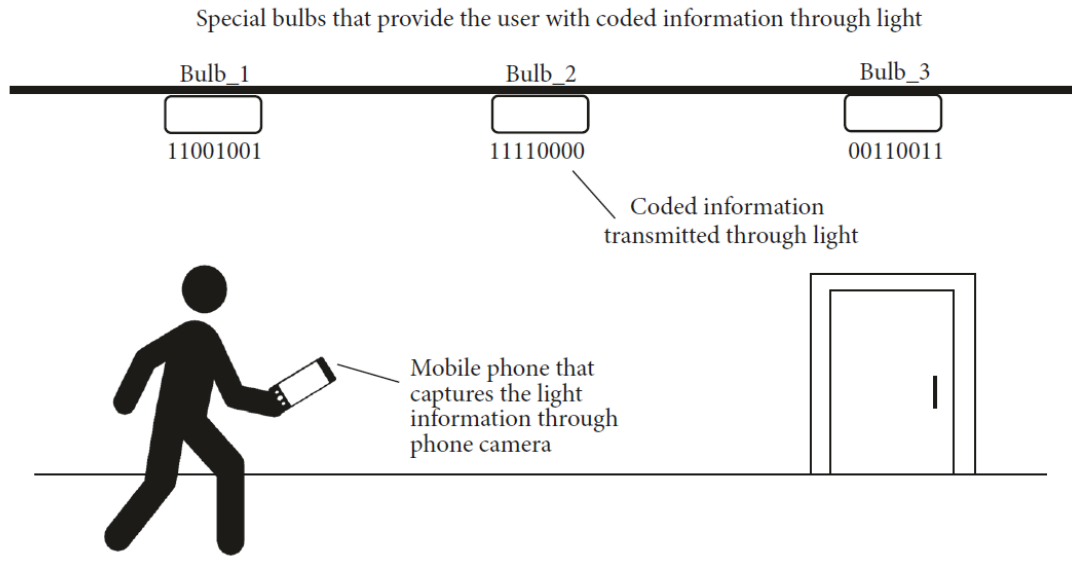 Special bulbs that provide the user with coded information through light
Bulb_1
Bulb_2
Bulb_3
11001001
11110000
00110011
Coded information
transmitted through light
Mobile phone that
captures the light
information through
phone camera